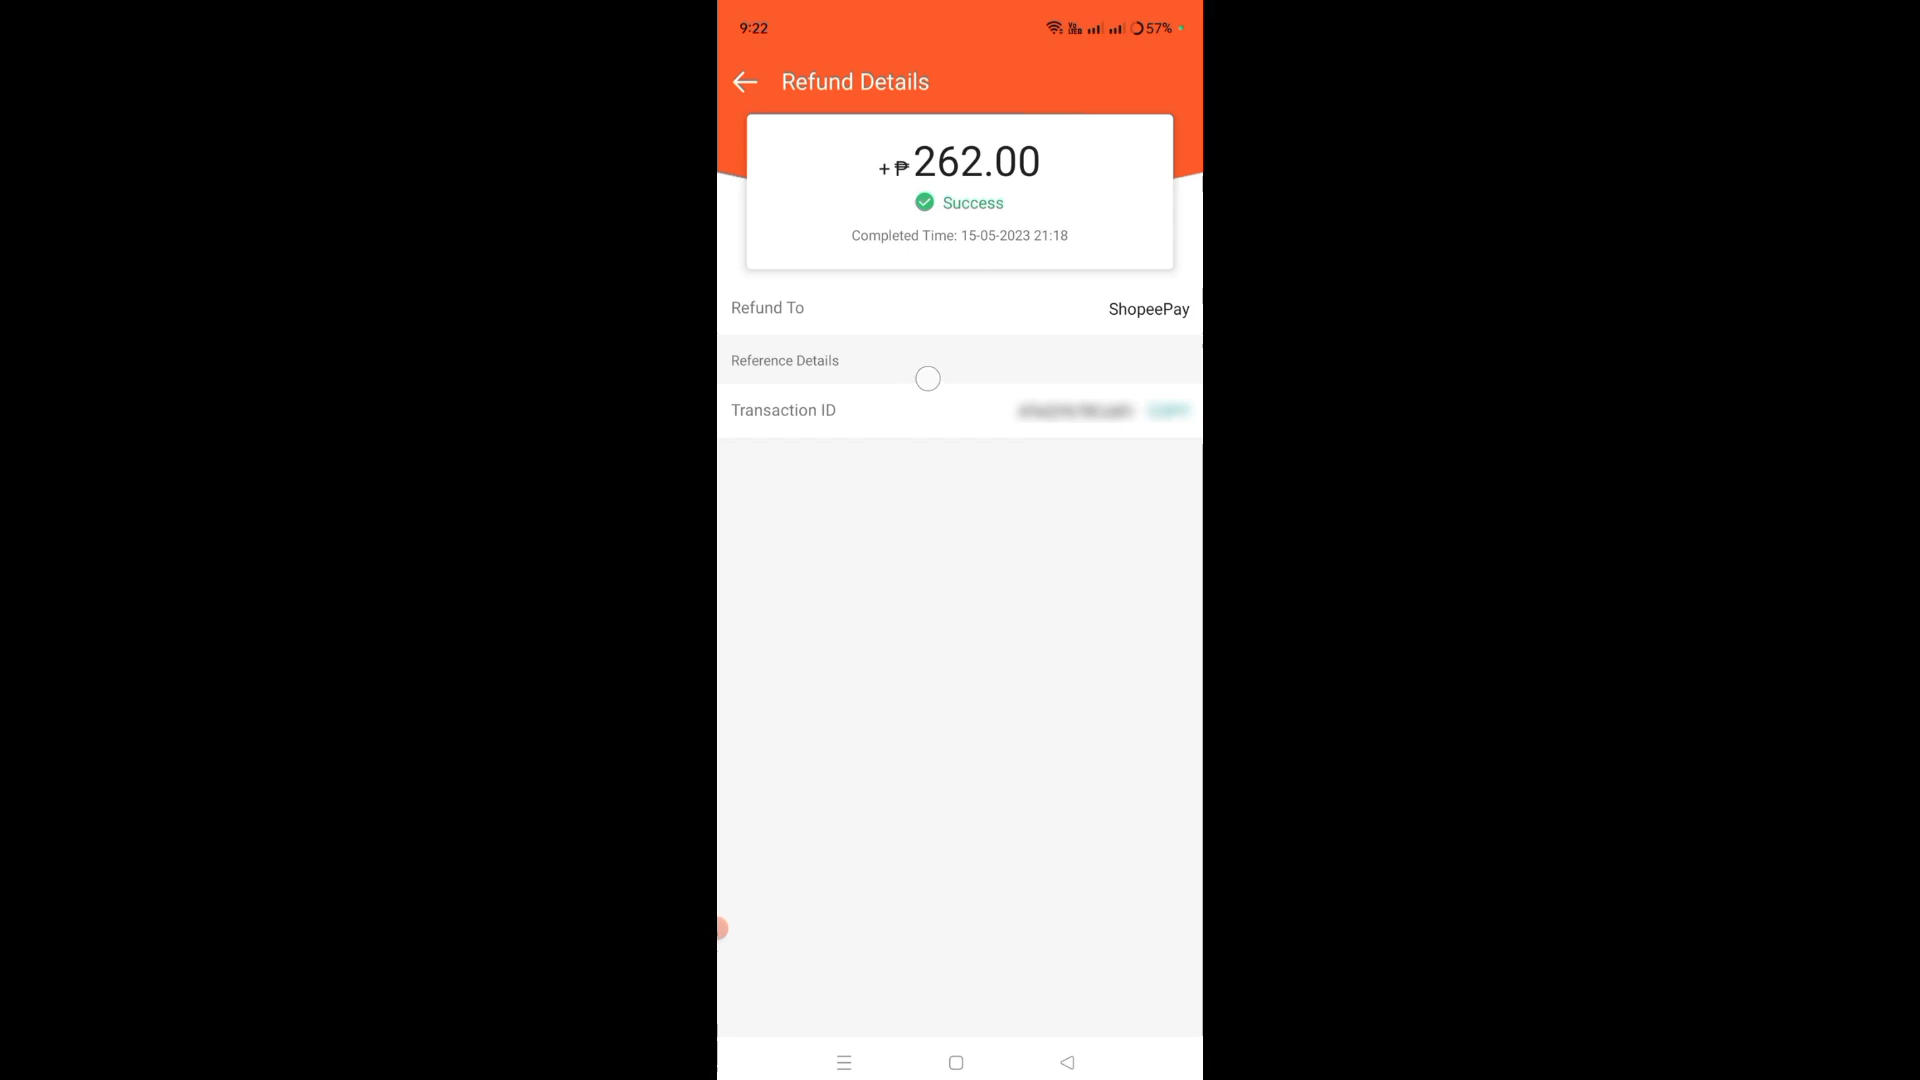 9:22
57%
Refund Details
+₱262.00
Success
Completed Time: 15-05-2023 21:18
Refund To ShopeePay
Reference Details
Transaction ID